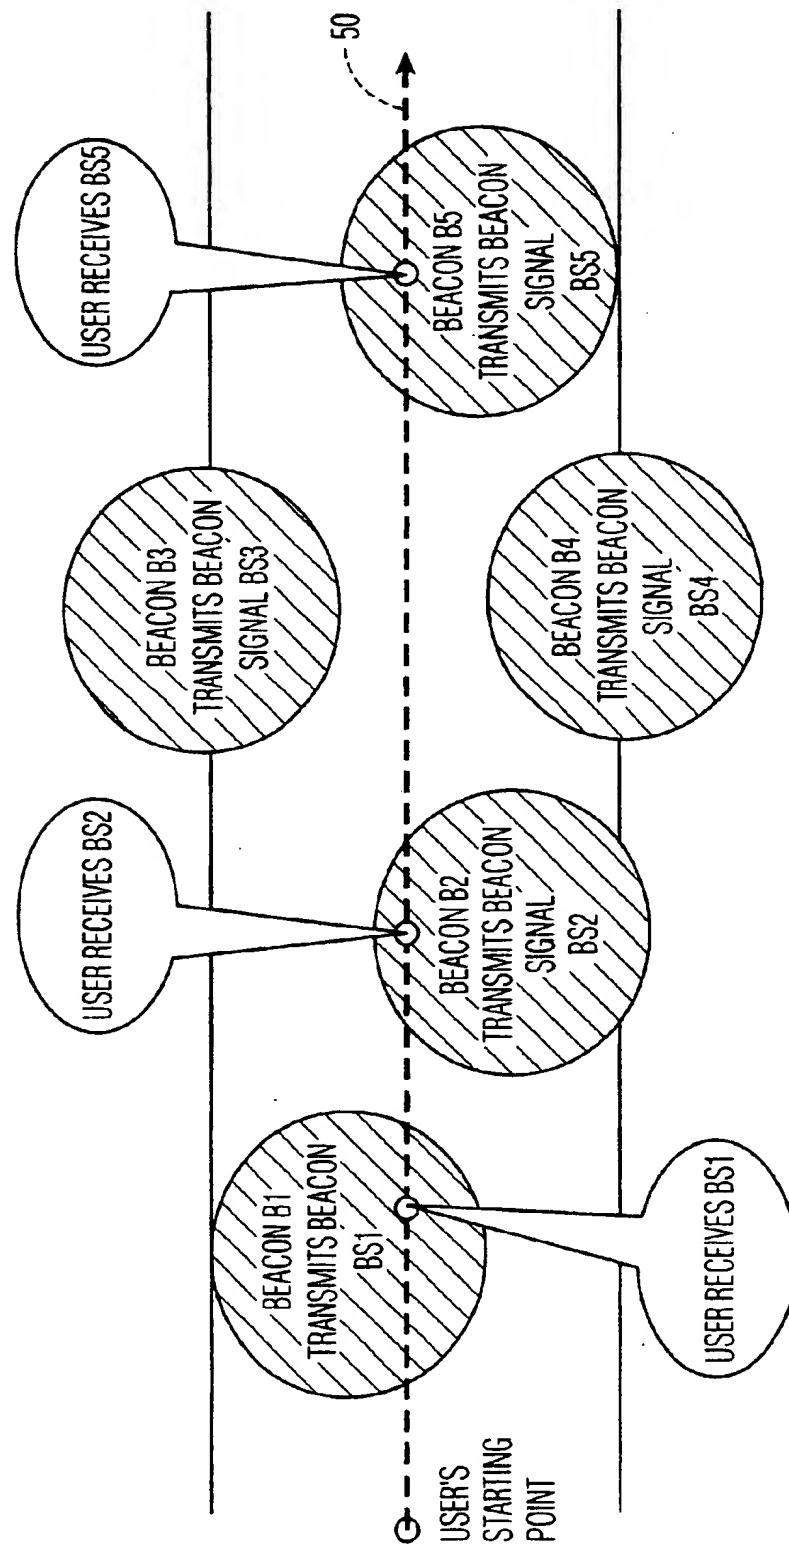 USER'S
STARTING
POINT
BEACON B1
TRANSMITS BEACON
BS1
USER RECEIVES BS1
USER RECEIVES BS2
BEACON B2
TRANSMITS BEACON
SIGNAL
BS2
BEACON B3
TRANSMITS BEACON
SIGNAL BS3
BEACON B4
TRANSMITS BEACON
SIGNAL
BS4
USER RECEIVES BS5
BEACON B5
TRANSMITS BEACON
SIGNAL
BS5
50